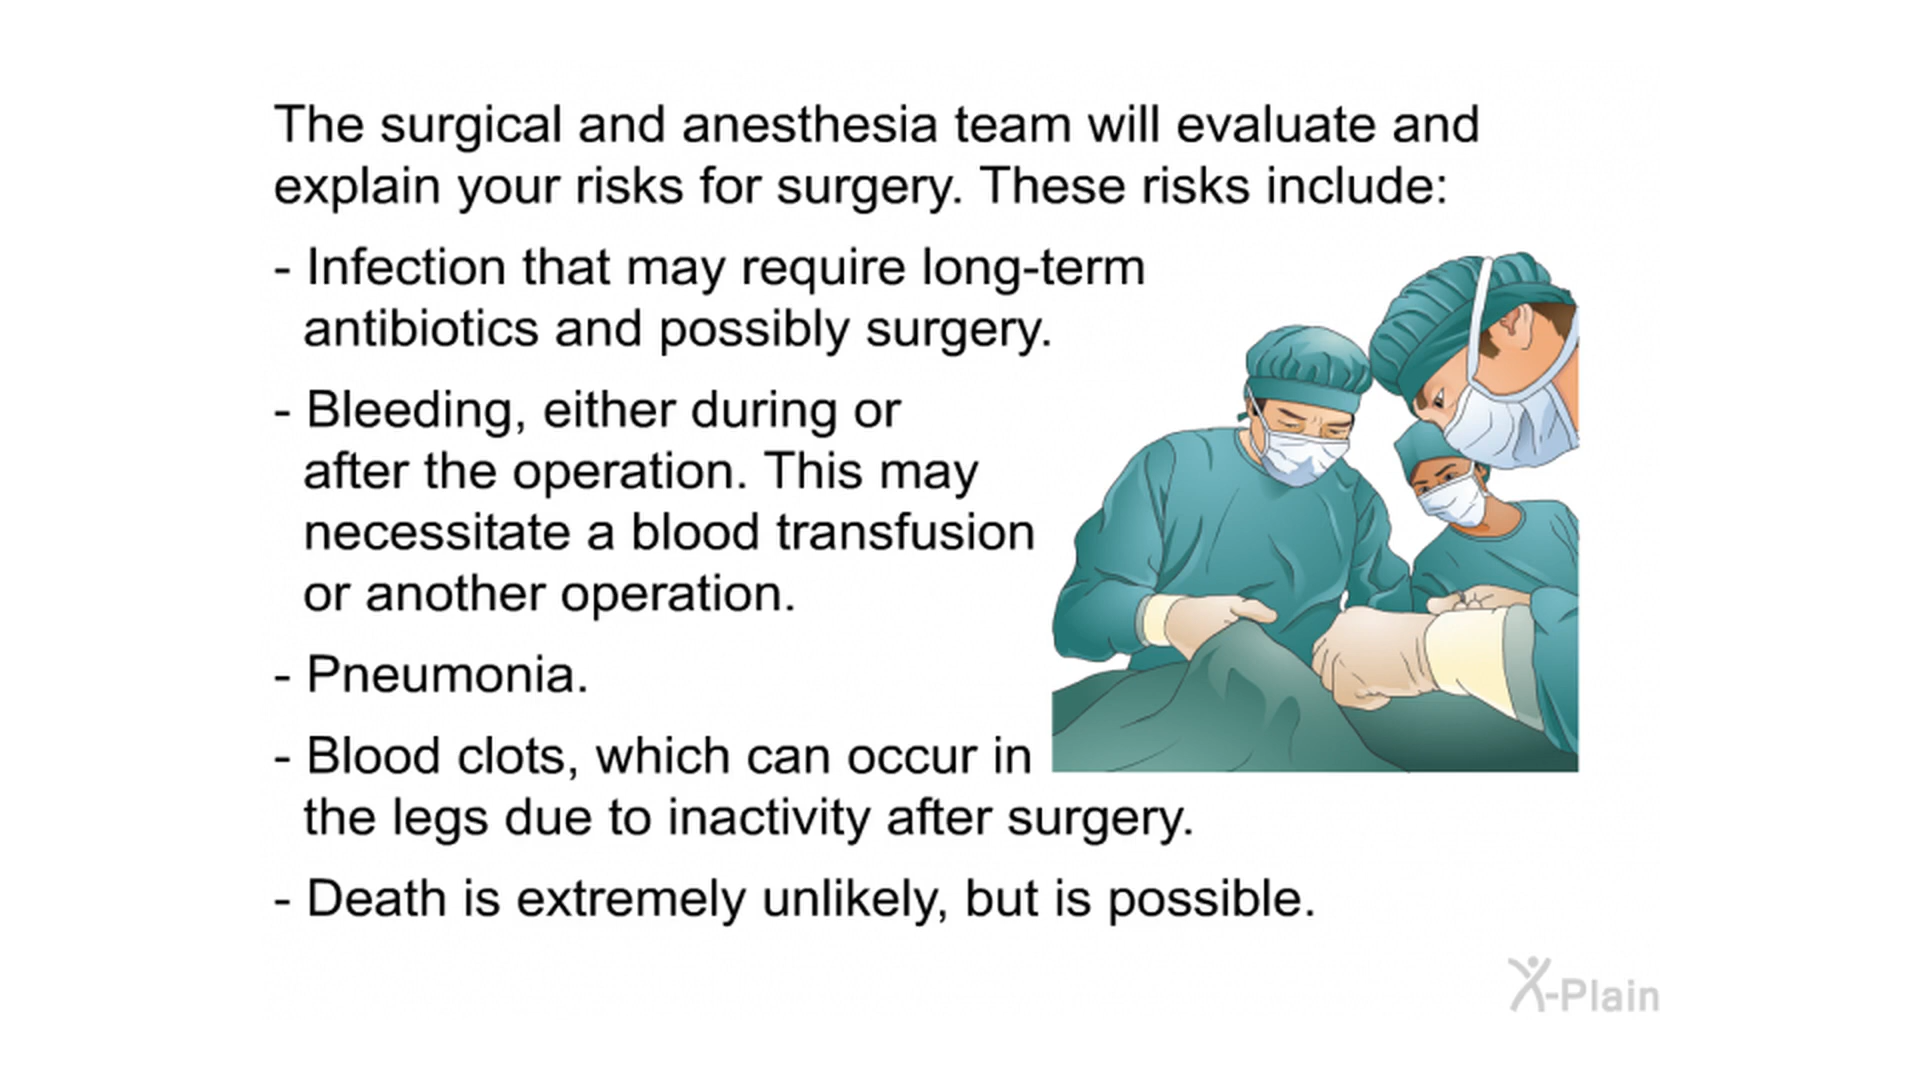 The surgical and anesthesia team will evaluate and
explain your risks for surgery. These risks include:
- Infection that may require long-term
antibiotics and possibly surgery.
- Bleeding, either during or
after the operation. This may
necessitate a blood transfusion
or another operation.
- Pneumonia.
- Blood clots, which can occur in
the legs due to inactivity after surgery.
- Death is extremely unlikely, but is possible.
X-Plain